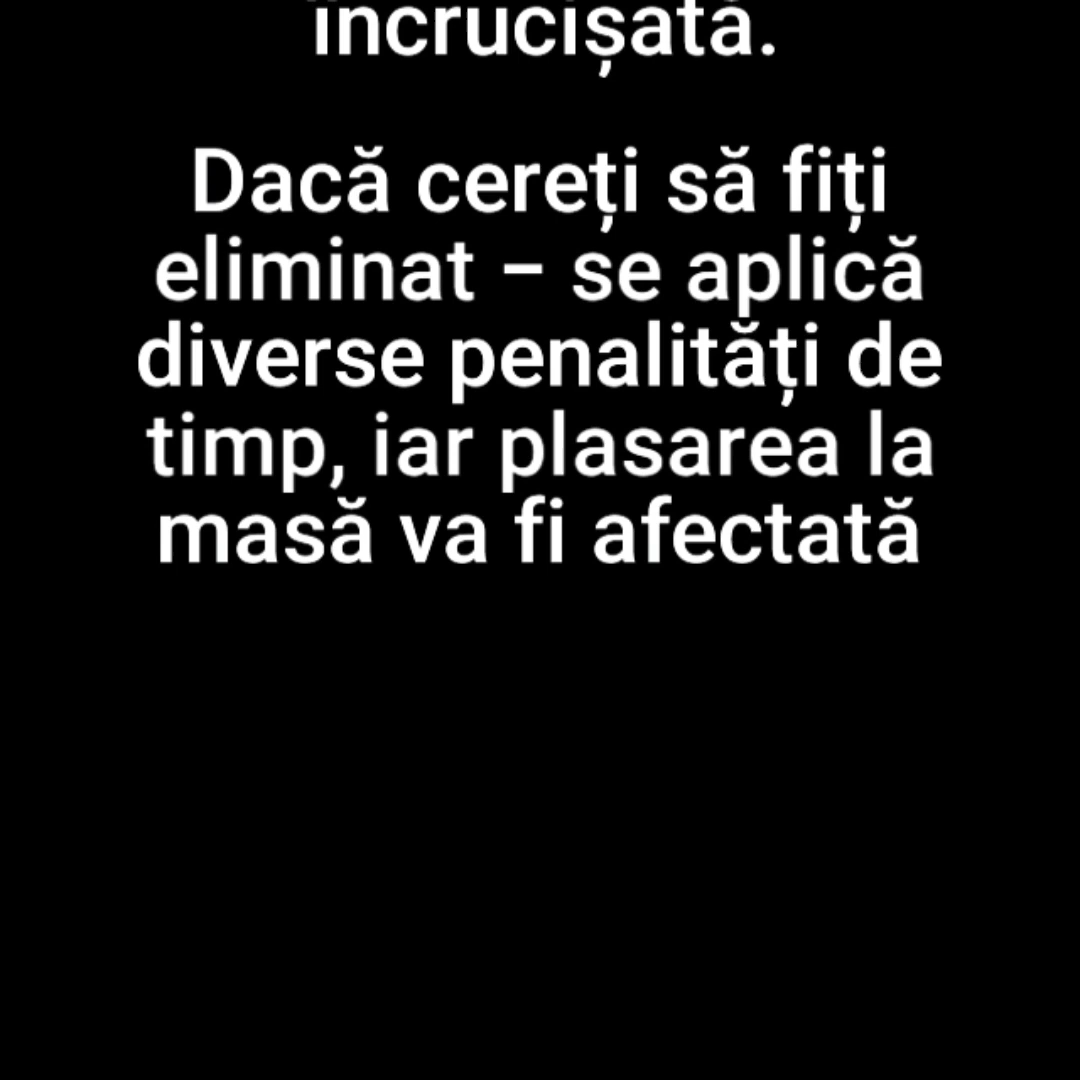 încrucișată.
Dacă cereți să fiți
eliminat – se aplică
diverse penalități de
timp, iar plasarea la
masă va fi afectată